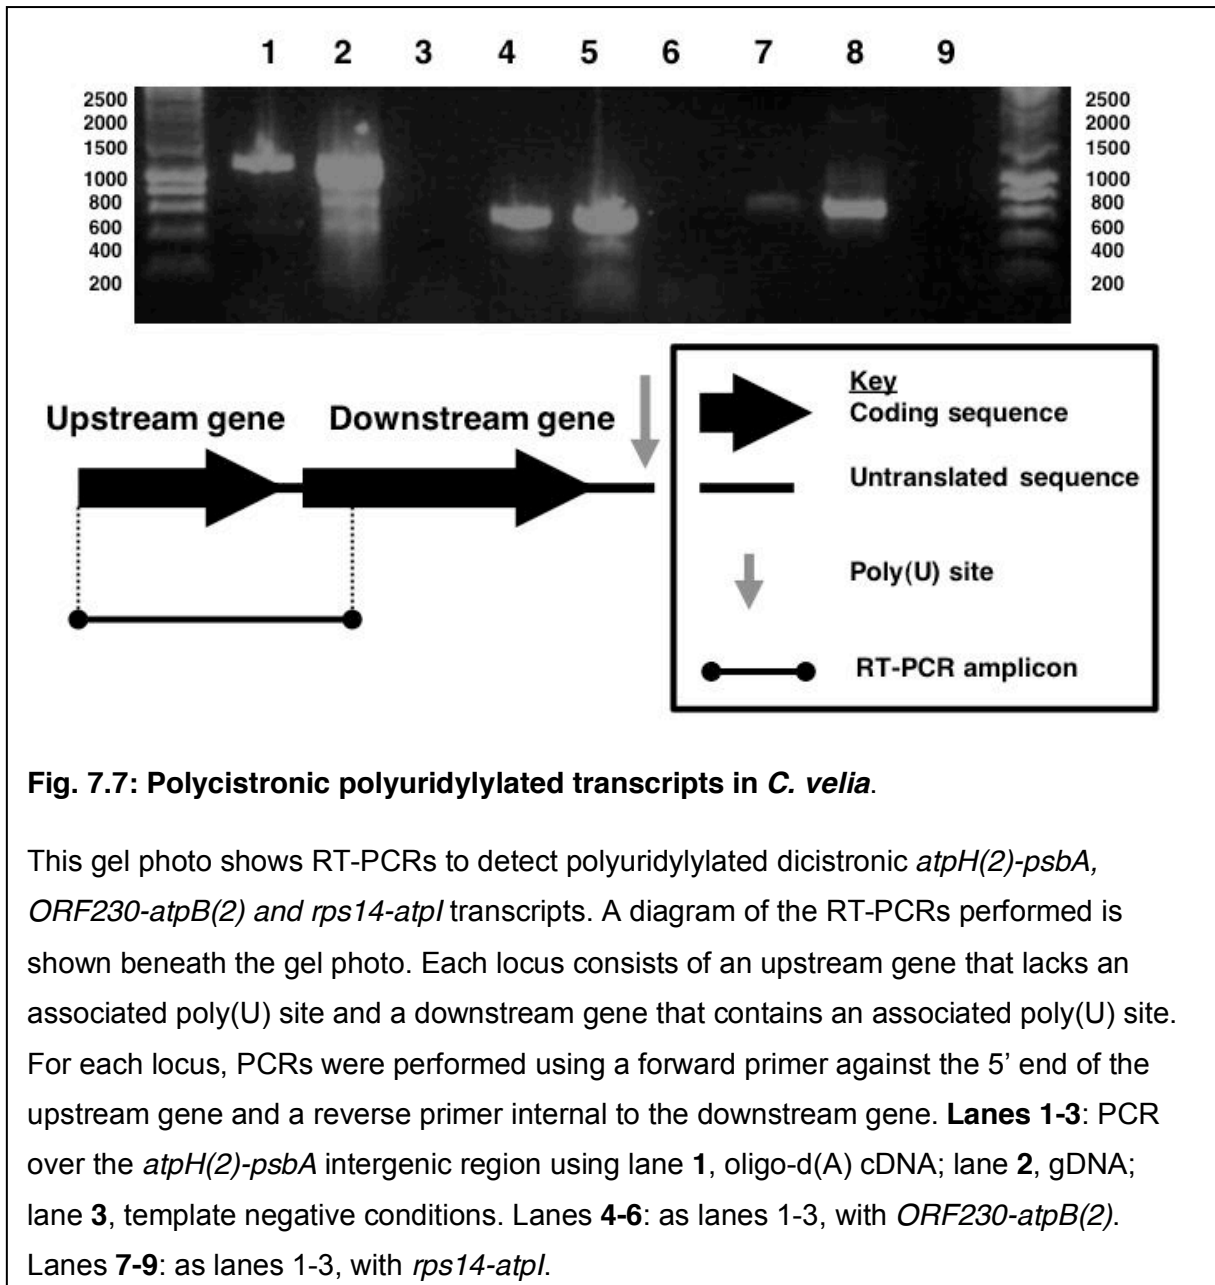 1 2 3 4 5 6 7 8 9
2500 2500
2000 2000
1500 1500
1000 1000
800 800
600 600
400 400
200 200
Upstream gene Downstream gene
Key
Coding sequence
Untranslated sequence
Poly(U) site
RT-PCR amplicon
Fig. 7.7: Polycistronic polyuridylylated transcripts in C. velia.
This gel photo shows RT-PCRs to detect polyuridylylated dicistronic atpH(2)-psbA,
ORF230-atpB(2) and rps14-atpI transcripts. A diagram of the RT-PCRs performed is
shown beneath the gel photo. Each locus consists of an upstream gene that lacks an
associated poly(U) site and a downstream gene that contains an associated poly(U) site.
For each locus, PCRs were performed using a forward primer against the 5’ end of the
upstream gene and a reverse primer internal to the downstream gene. Lanes 1-3: PCR
over the atpH(2)-psbA intergenic region using lane 1, oligo-d(A) cDNA; lane 2, gDNA;
lane 3, template negative conditions. Lanes 4-6: as lanes 1-3, with ORF230-atpB(2).
Lanes 7-9: as lanes 1-3, with rps14-atpI.